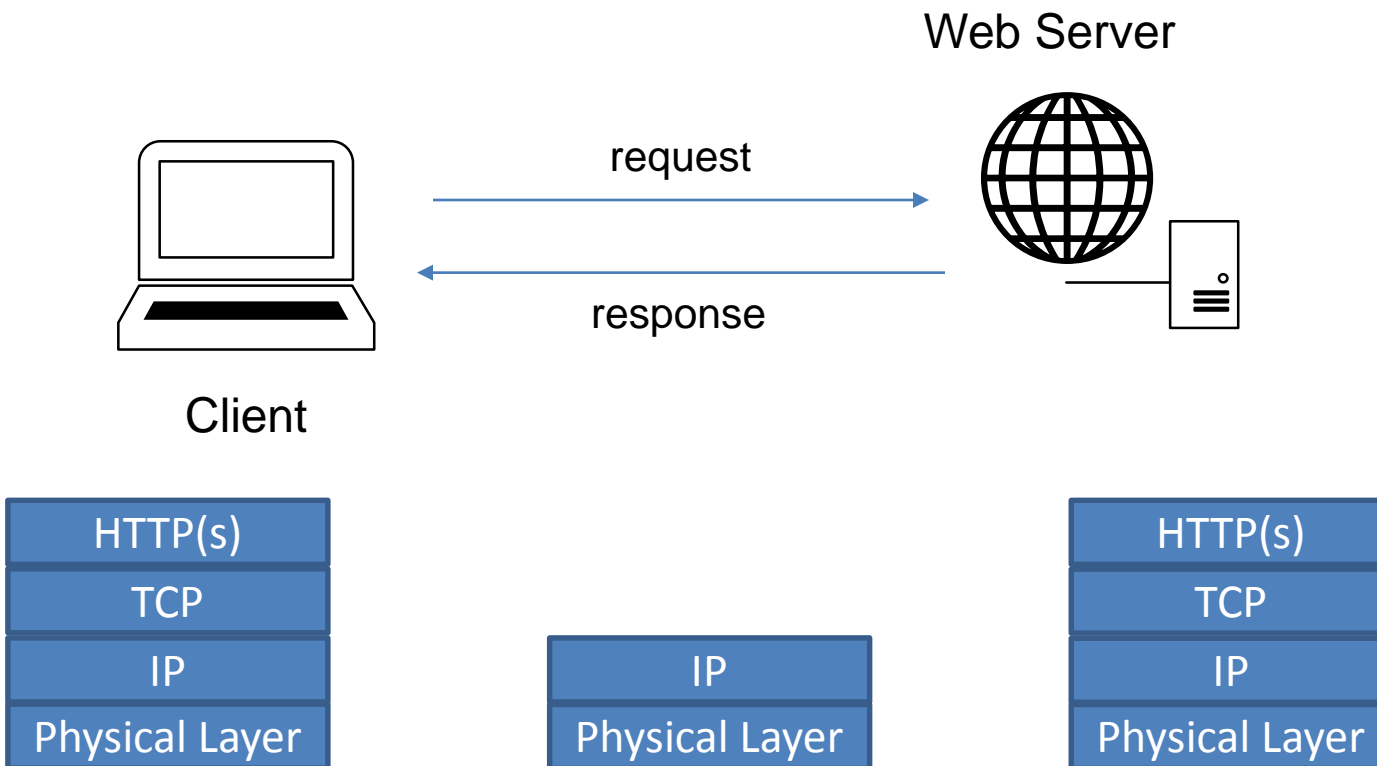 Web Server
request
response
Client
HTTP(s)
TCP
IP
Physical Layer
IP
Physical Layer
HTTP(s)
TCP
IP
Physical Layer